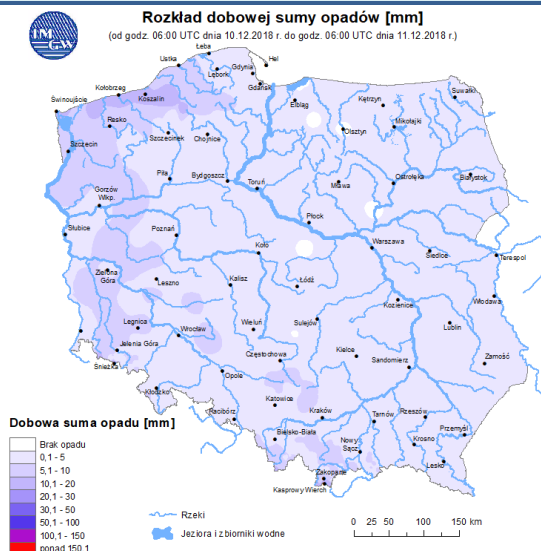 IM
GW
Rozkład dobowej sumy opadów [mm]
(od godz. 06:00 UTC dnia 10.12.2018 r. do godz. 06:00 UTC dnia 11.12.2018 r.)
Łeba
Ustka
Hel
Lębork
Gdynia
Gdańsk
Kołobrzeg
Koszalin
Świnoujście
Elbląg
Kętrzyn
Suwałki
Resko
Mikołajki
Olsztyn
Szczecinek
Chojnice
Szczecin
Piła
Bydgoszcz
Toruń
Mława
Ostrołęka
Białystok
Gorzów
Wlkp.
Płock
Słubice
Poznań
Koło
Warszawa
Siedlce
Terespol
Zielona
Góra
Leszno
Kalisz
Łódź
Kozienice
Włodawa
Legnica
Wrocław
Wieluń
Sulejów
Lublin
Jelenia Góra
Śnieżka
Częstochowa
Kielce
Sandomierz
Zamość
Opole
Kłodzko
Katowice
Racibórz
Kraków
Tarnów
Rzeszów
Przemyśl
Bielsko-Biała
Nowy
Sącz
Krosno
Lesko
Zakopane
Kasprowy Wierch
Dobowa suma opadu [mm]
Brak opadu
0,1 - 5
5,1 - 10
10,1 - 20
20,1 - 30
30,1 - 50
50,1 - 100
100,1 - 150
ponad 150,1
Rzeki
Jeziora i zbiorniki wodne
0 25 50 100 150 km